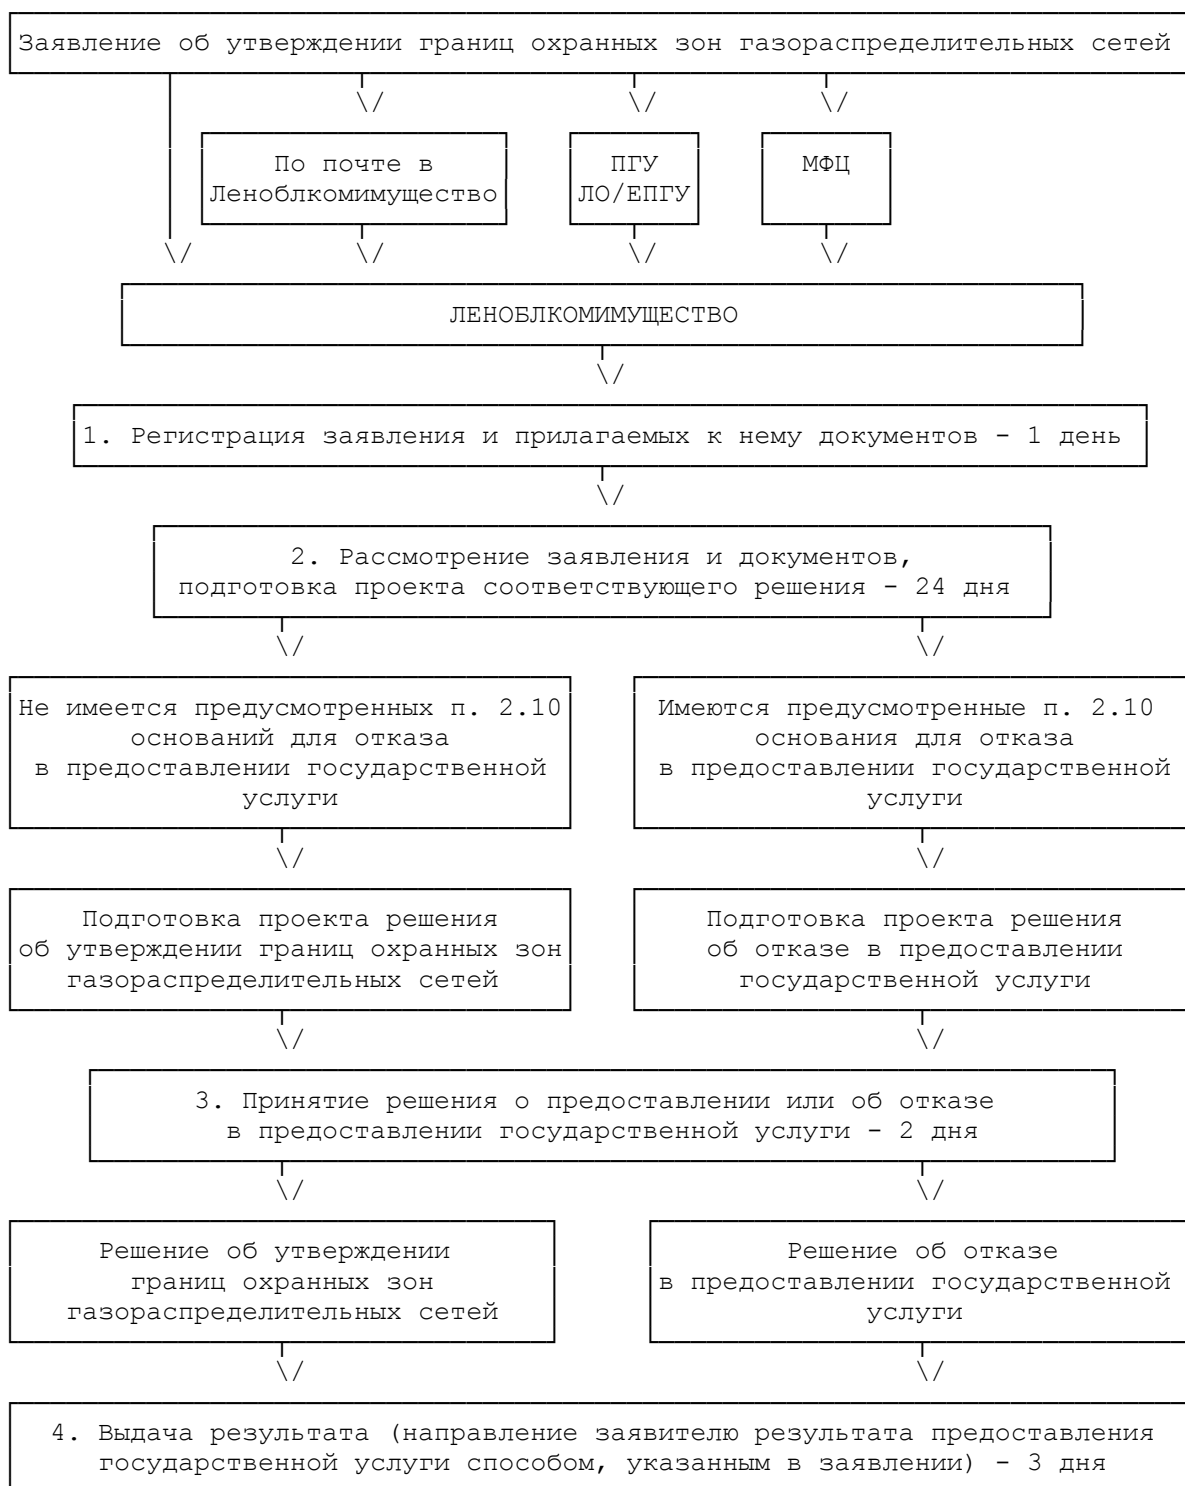 Заявление об утверждении границ охранных зон газораспределительных сетей
По почте в
Леноблкомимущество
ПГУ
ЛО/ЕПГУ
МФЦ
ЛЕНОБЛКОМИМУЩЕСТВО
1. Регистрация заявления и прилагаемых к нему документов - 1 день
2. Рассмотрение заявления и документов,
подготовка проекта соответствующего решения - 24 дня
Не имеется предусмотренных п. 2.10
оснований для отказа
в предоставлении государственной
услуги
Имеются предусмотренные п. 2.10
основания для отказа
в предоставлении государственной
услуги
Подготовка проекта решения
об утверждении границ охранных зон
газораспределительных сетей
Подготовка проекта решения
об отказе в предоставлении
государственной услуги
3. Принятие решения о предоставлении или об отказе
в предоставлении государственной услуги - 2 дня
Решение об утверждении
границ охранных зон
газораспределительных сетей
Решение об отказе
в предоставлении государственной
услуги
4. Выдача результата (направление заявителю результата предоставления
государственной услуги способом, указанным в заявлении) - 3 дня